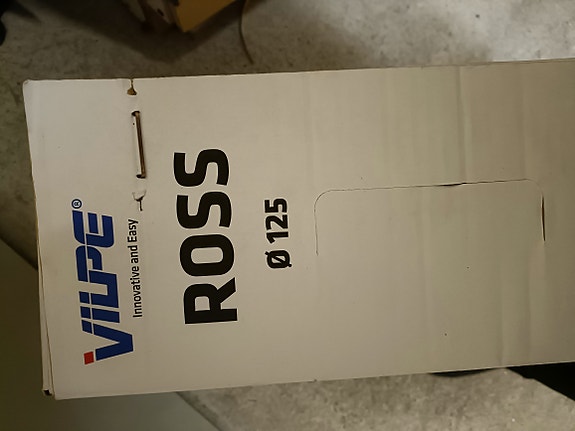 VILPE®
Innovative and Easy
ROSS
Ø 125